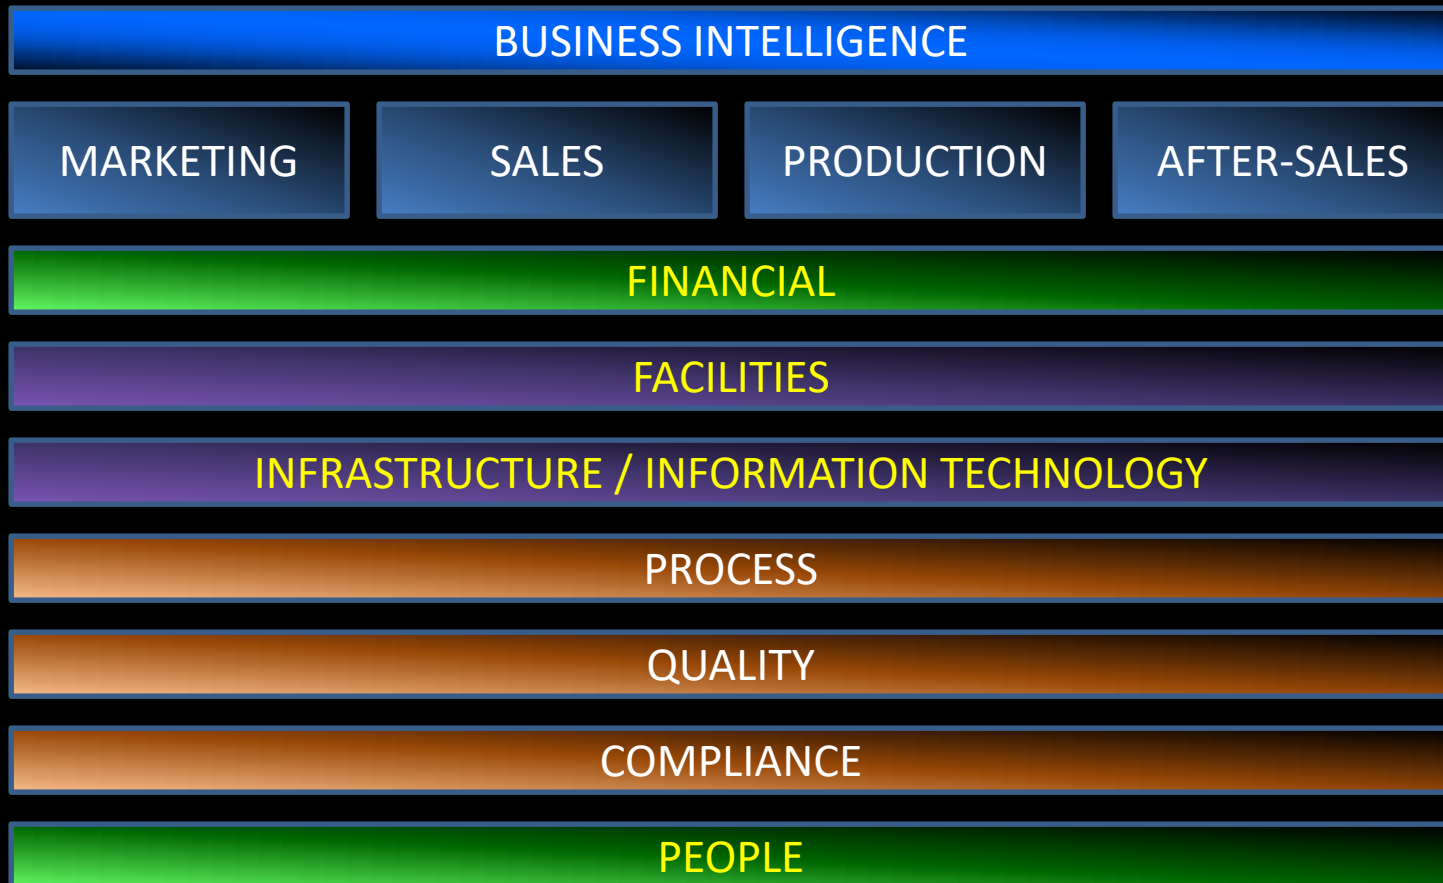 BUSINESS INTELLIGENCE
MARKETING
SALES
PRODUCTION
AFTER-SALES
FINANCIAL
FACILITIES
INFRASTRUCTURE / INFORMATION TECHNOLOGY
PROCESS
QUALITY
COMPLIANCE
PEOPLE